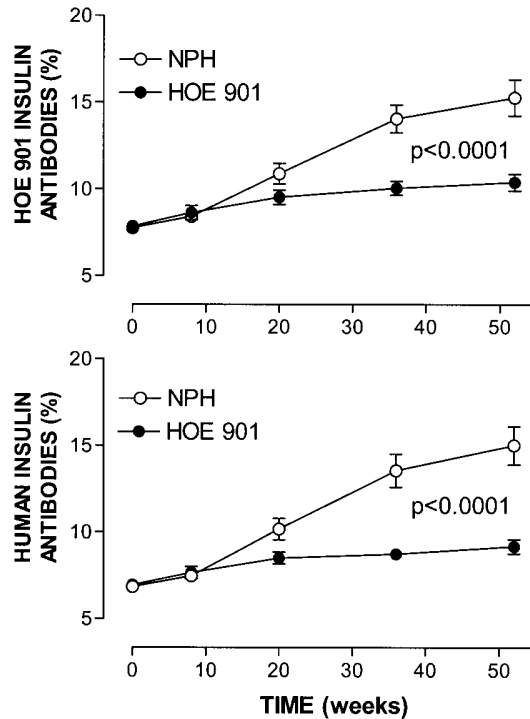 HOE 901 INSULIN
ANTIBODIES (%)
20
15
10
5
NPH
HOE 901
p<0.0001
0 10 20 30 40 50
HUMAN INSULIN
ANTIBODIES (%)
20
15
10
5
NPH
HOE 901
p<0.0001
0 10 20 30 40 50
TIME (weeks)